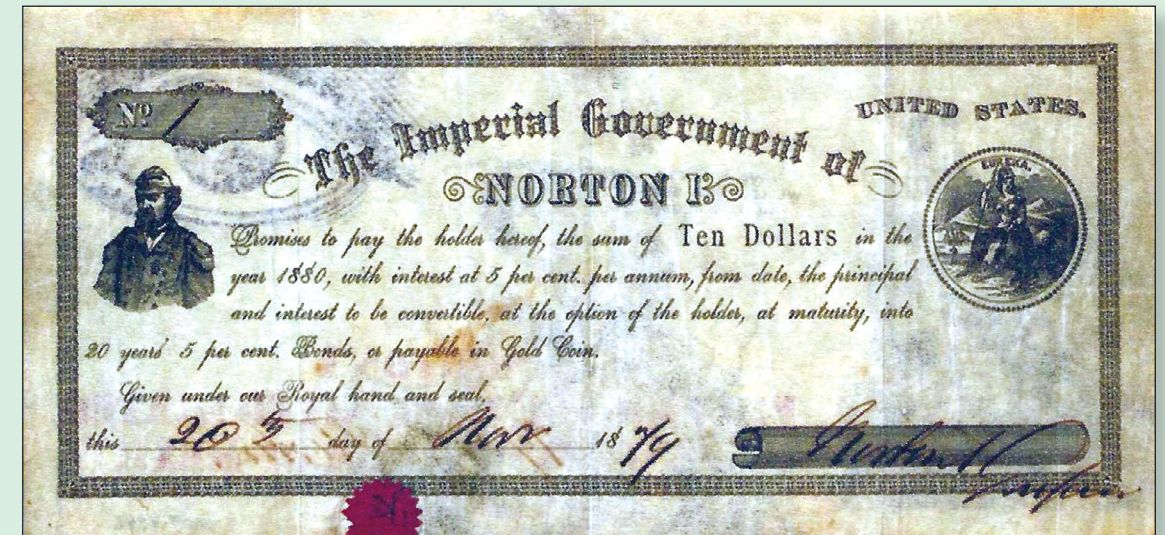 Nº 1
UNITED STATES.
EUREKA.
The Imperial Government of
NORTON I
Promises to pay the holder hereof, the sum of Ten Dollars in the
year 1880, with interest at 5 per cent. per annum, from date, the principal
and interest to be convertible, at the option of the holder, at maturity, into
20 years' 5 per cent. Bonds, or payable in Gold Coin.
Given under our Royal hand and seal,
this 20th day of Nov 1879
Norton I